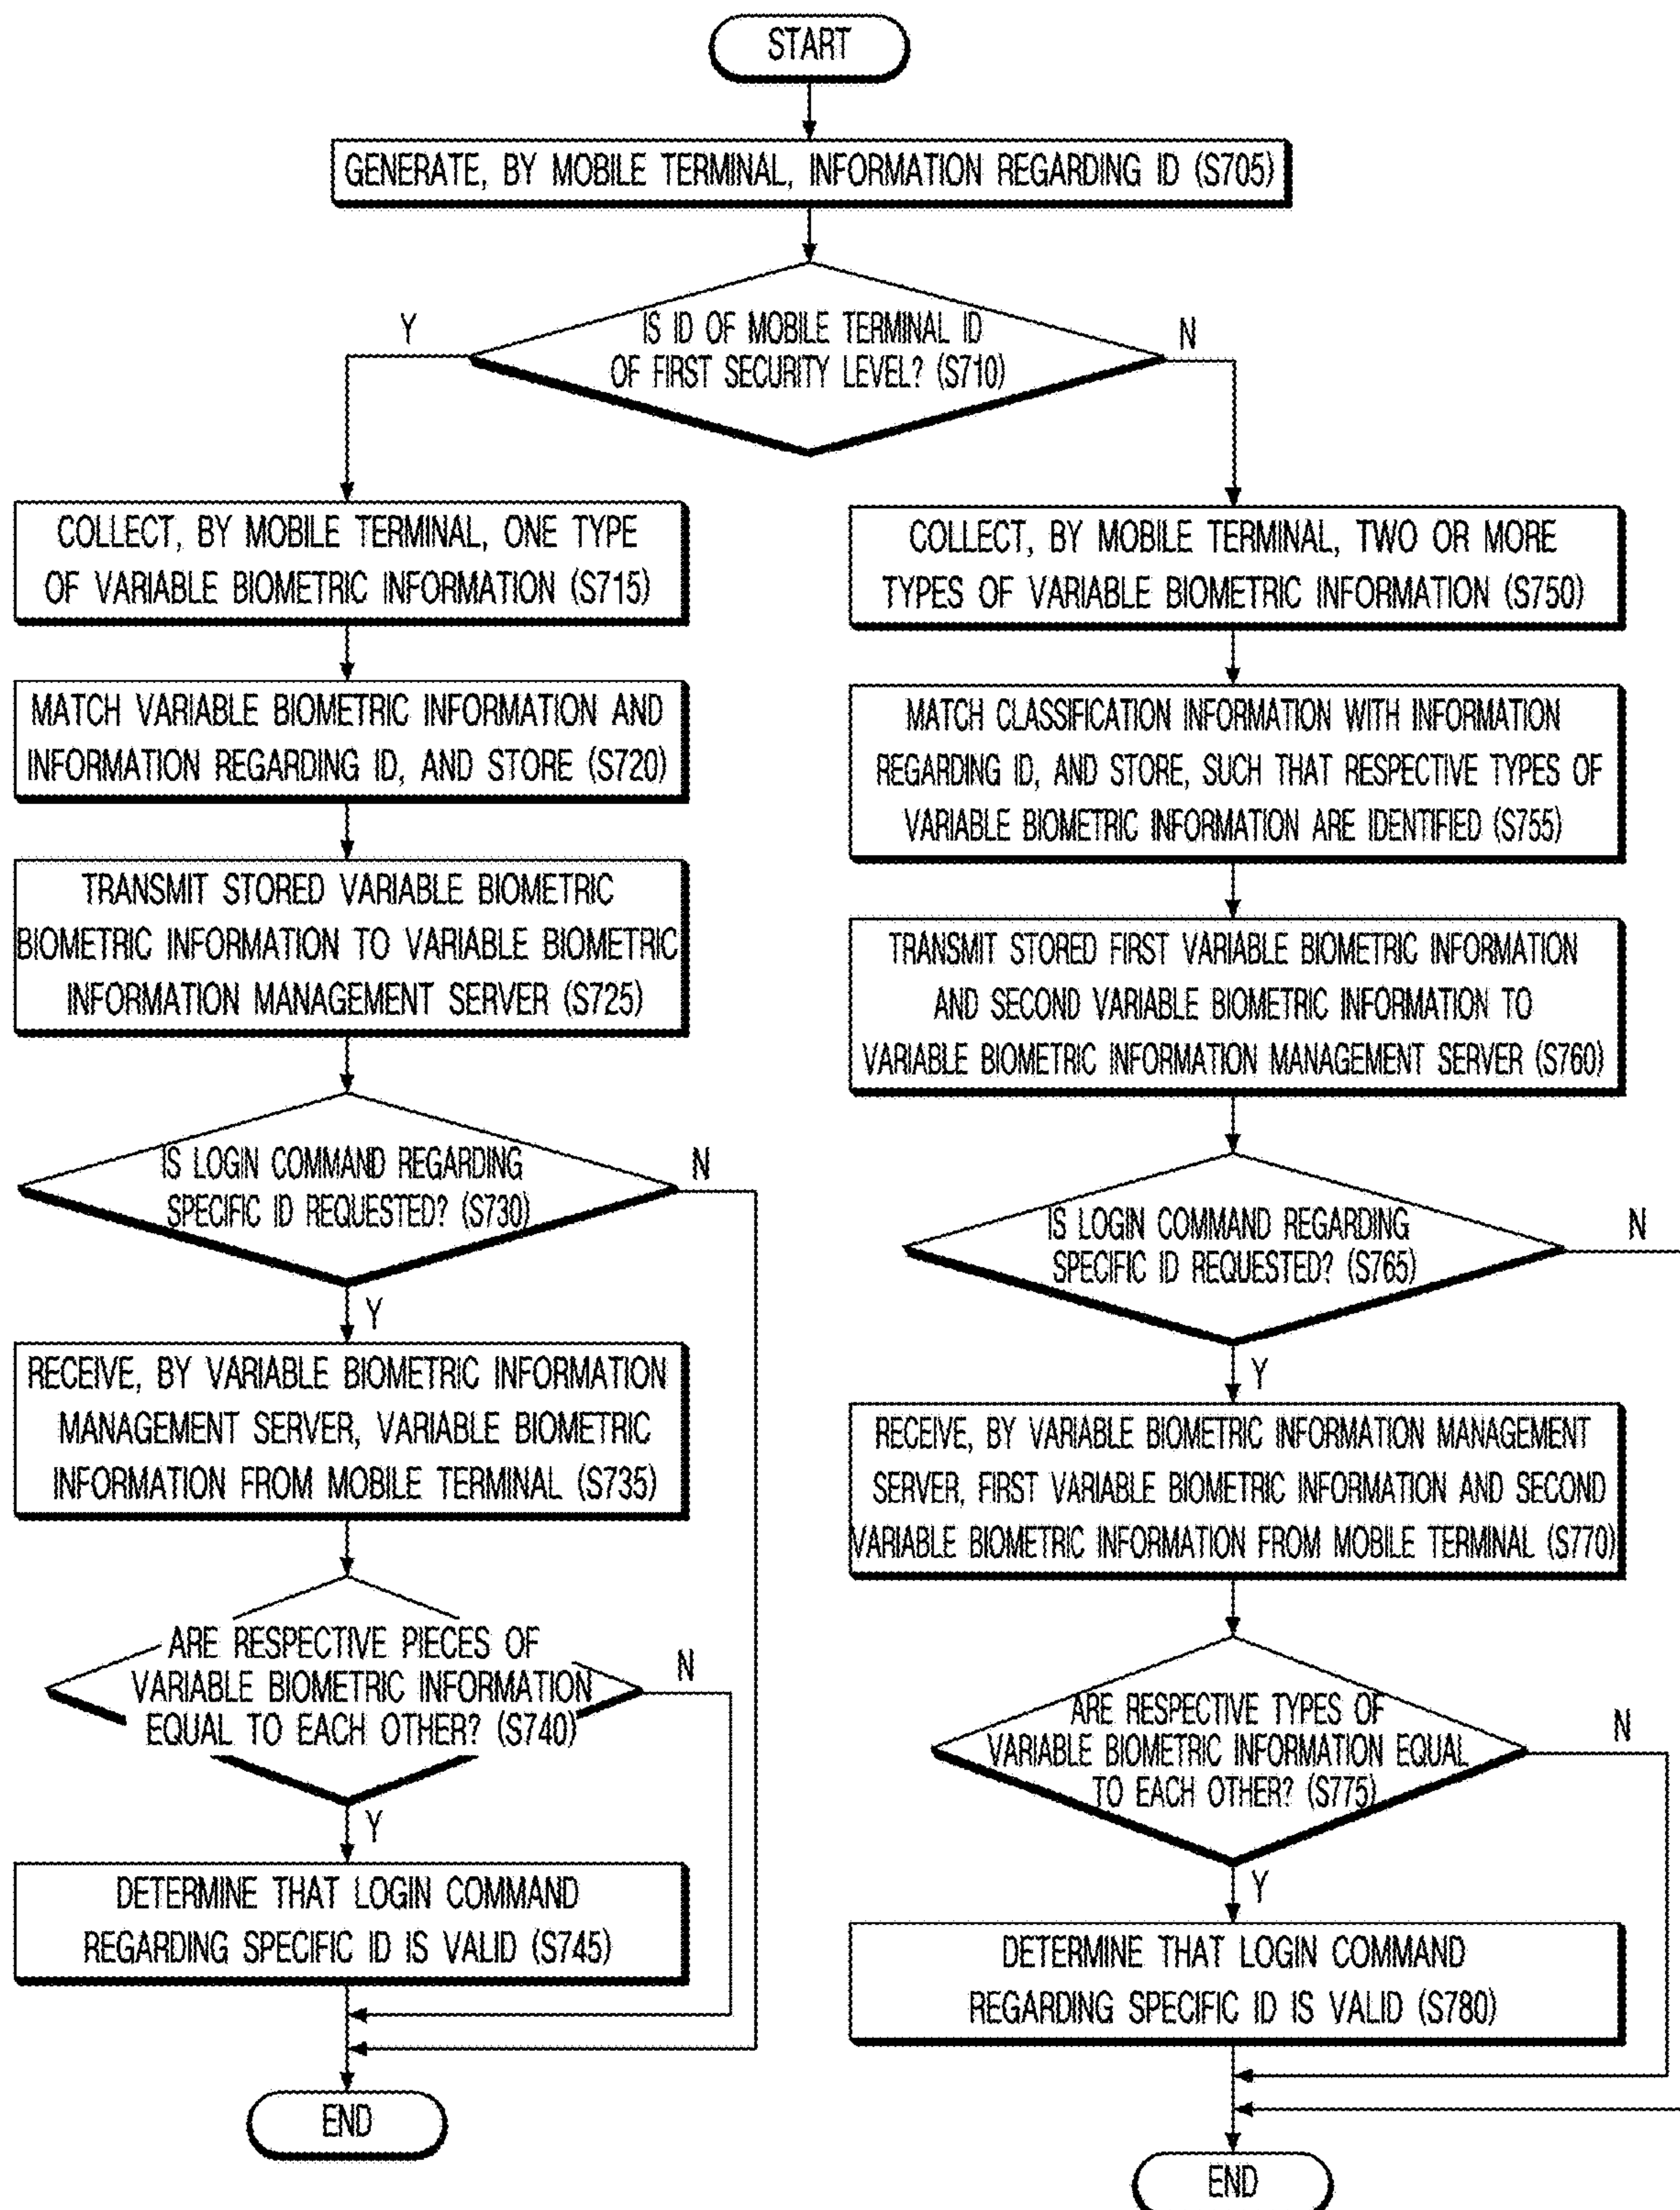 START
GENERATE, BY MOBILE TERMINAL, INFORMATION REGARDING ID (S705)
IS ID OF MOBILE TERMINAL ID
OF FIRST SECURITY LEVEL? (S710)
Y
N
COLLECT, BY MOBILE TERMINAL, ONE TYPE
OF VARIABLE BIOMETRIC INFORMATION (S715)
MATCH VARIABLE BIOMETRIC INFORMATION AND
INFORMATION REGARDING ID, AND STORE (S720)
TRANSMIT STORED VARIABLE BIOMETRIC
BIOMETRIC INFORMATION TO VARIABLE BIOMETRIC
INFORMATION MANAGEMENT SERVER (S725)
IS LOGIN COMMAND REGARDING
SPECIFIC ID REQUESTED? (S730)
N
Y
RECEIVE, BY VARIABLE BIOMETRIC INFORMATION
MANAGEMENT SERVER, VARIABLE BIOMETRIC
INFORMATION FROM MOBILE TERMINAL (S735)
ARE RESPECTIVE PIECES OF
VARIABLE BIOMETRIC INFORMATION
EQUAL TO EACH OTHER? (S740)
N
Y
DETERMINE THAT LOGIN COMMAND
REGARDING SPECIFIC ID IS VALID (S745)
END
COLLECT, BY MOBILE TERMINAL, TWO OR MORE
TYPES OF VARIABLE BIOMETRIC INFORMATION (S750)
MATCH CLASSIFICATION INFORMATION WITH INFORMATION
REGARDING ID, AND STORE, SUCH THAT RESPECTIVE TYPES OF
VARIABLE BIOMETRIC INFORMATION ARE IDENTIFIED (S755)
TRANSMIT STORED FIRST VARIABLE BIOMETRIC INFORMATION
AND SECOND VARIABLE BIOMETRIC INFORMATION TO
VARIABLE BIOMETRIC INFORMATION MANAGEMENT SERVER (S760)
IS LOGIN COMMAND REGARDING
SPECIFIC ID REQUESTED? (S765)
N
Y
RECEIVE, BY VARIABLE BIOMETRIC INFORMATION MANAGEMENT
SERVER, FIRST VARIABLE BIOMETRIC INFORMATION AND SECOND
VARIABLE BIOMETRIC INFORMATION FROM MOBILE TERMINAL (S770)
ARE RESPECTIVE TYPES OF
VARIABLE BIOMETRIC INFORMATION EQUAL
TO EACH OTHER? (S775)
N
Y
DETERMINE THAT LOGIN COMMAND
REGARDING SPECIFIC ID IS VALID (S780)
END